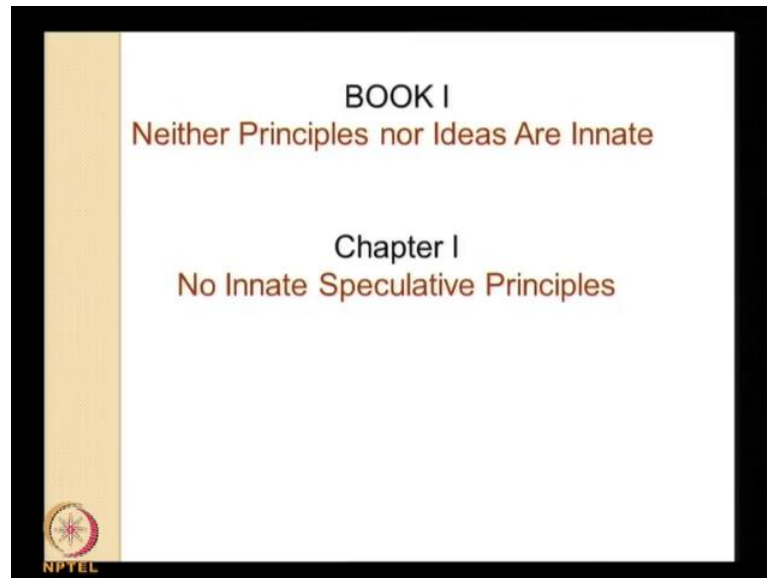 BOOK I
Neither Principles nor Ideas Are Innate
Chapter I
No Innate Speculative Principles
NPTEL